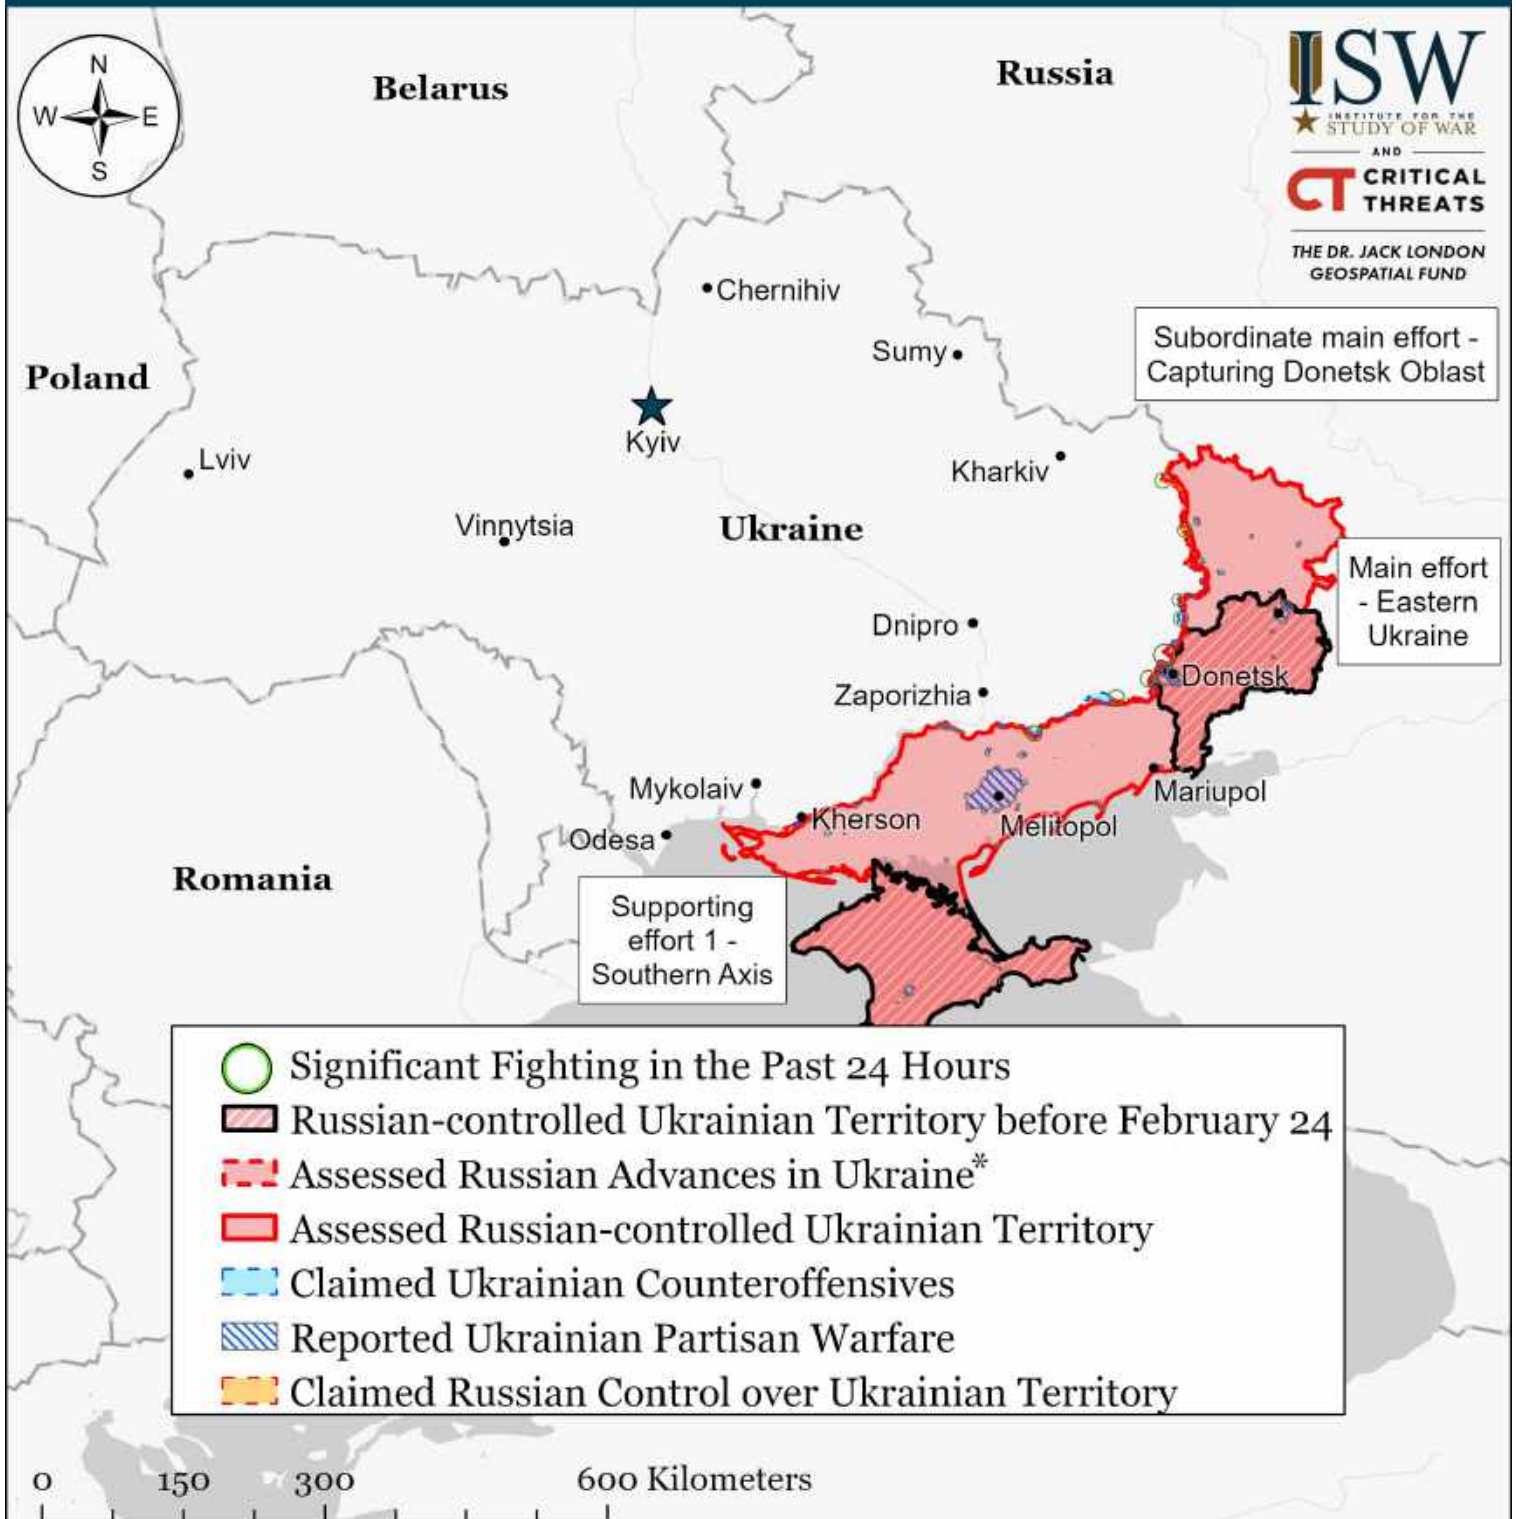 N
W E
S
Belarus
Russia
ISW
INSTITUTE FOR THE
STUDY OF WAR
AND
CT CRITICAL
THREATS
THE DR. JACK LONDON
GEOSPATIAL FUND
Chernihiv
Subordinate main effort -
Capturing Donetsk Oblast
Sumy
Poland
Kyiv
Lviv
Kharkiv
Vinnytsia
Ukraine
Main effort
- Eastern
Ukraine
Dnipro
Donetsk
Zaporizhia
Mykolaiv
Mariupol
Kherson
Melitopol
Odesa
Romania
Supporting
effort 1 -
Southern Axis
Significant Fighting in the Past 24 Hours
Russian-controlled Ukrainian Territory before February 24
Assessed Russian Advances in Ukraine*
Assessed Russian-controlled Ukrainian Territory
Claimed Ukrainian Counteroffensives
Reported Ukrainian Partisan Warfare
Claimed Russian Control over Ukrainian Territory
0 150 300 600 Kilometers